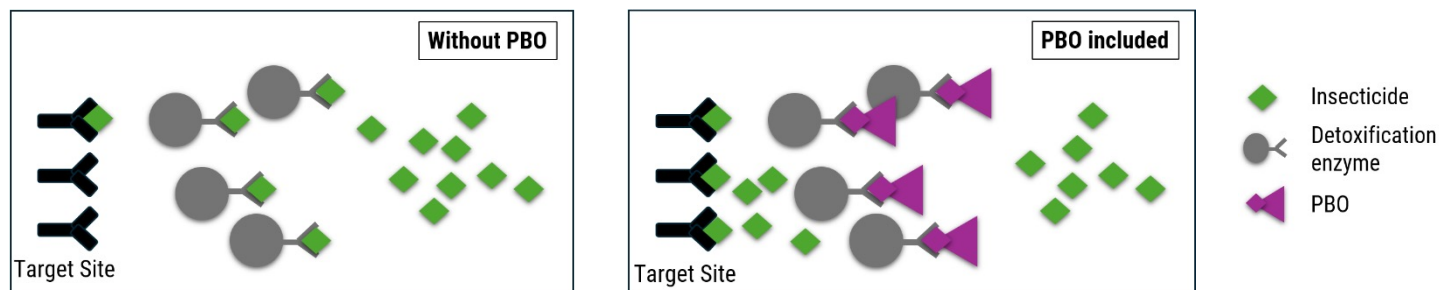 Without PBO
Target Site
PBO included
Target Site
Insecticide
Detoxification
enzyme
PBO